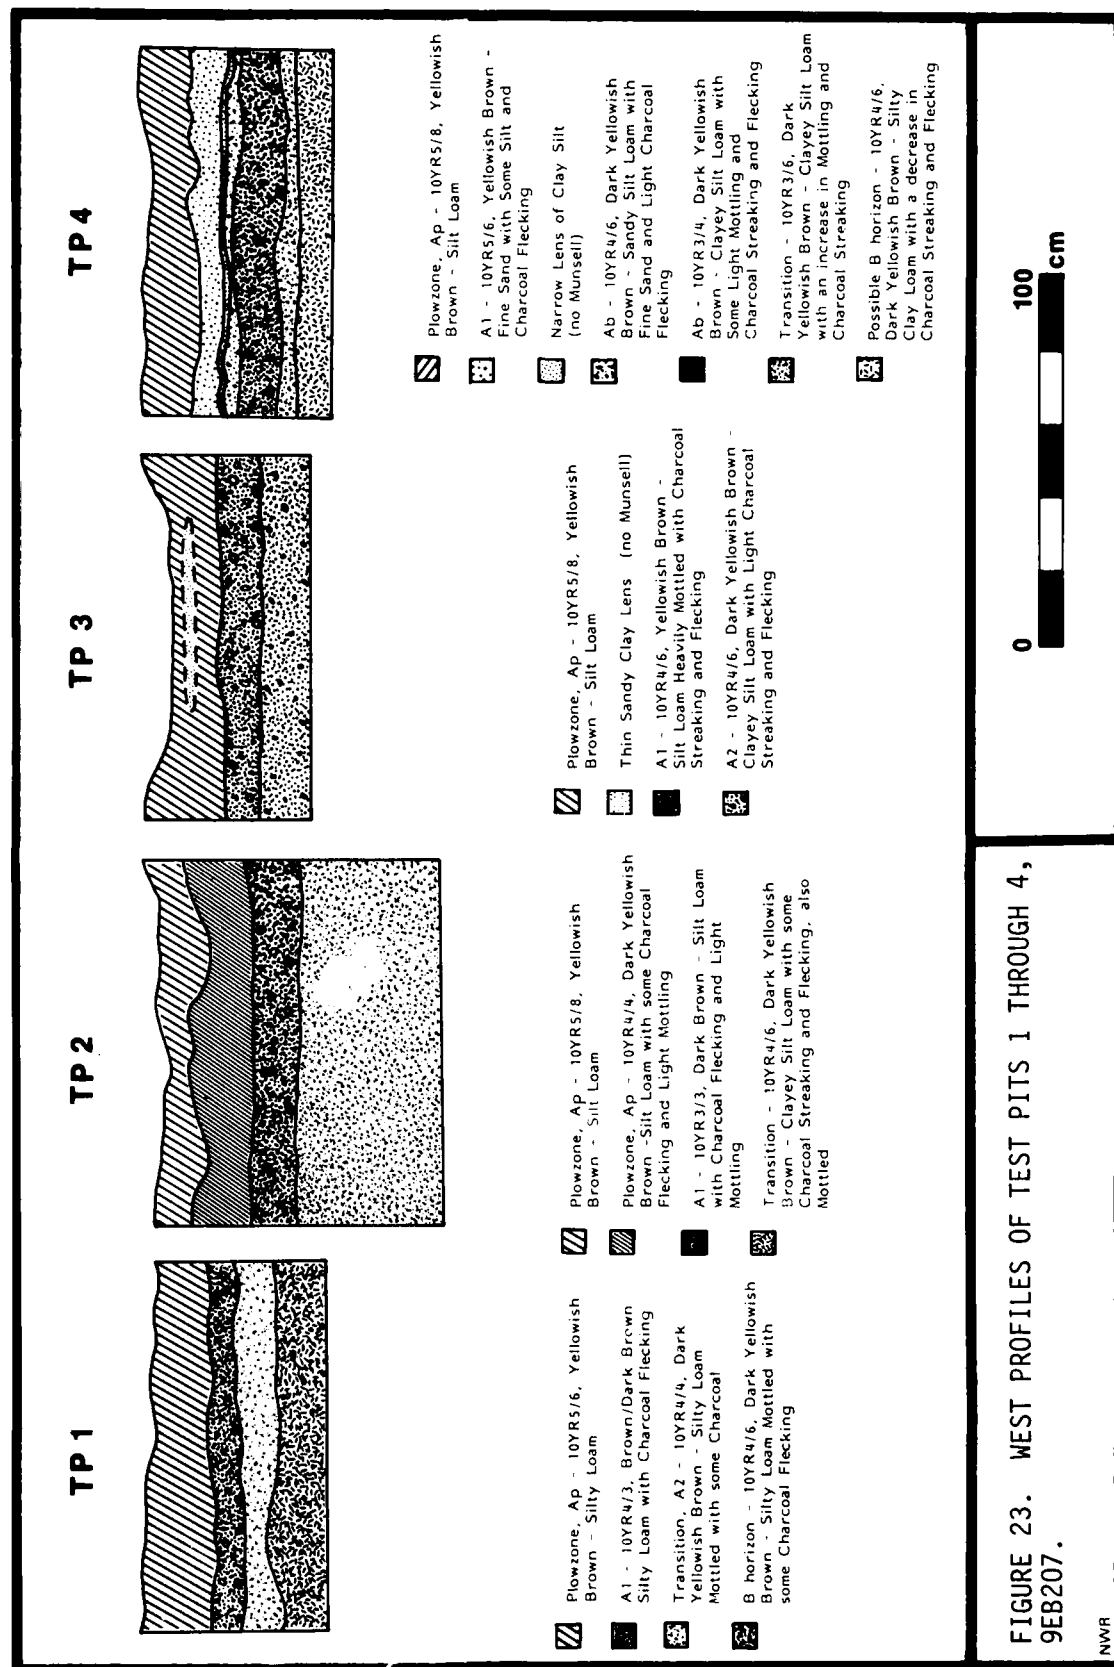 TP 1
TP 2
TP 3
TP 4
Plowzone, Ap - 10YR5/6, Yellowish
Brown - Silty Loam
A1 - 10YR4/3, Brown/Dark Brown
Silty Loam with Charcoal Flecking
Transition, A2 - 10YR4/4, Dark
Yellowish Brown - Silty Loam
Mottled with some Charcoal
B horizon - 10YR4/6, Dark Yellowish
Brown - Silty Loam Mottled with
some Charcoal Flecking
Plowzone, Ap - 10YR5/8, Yellowish
Brown - Silt Loam
Plowzone, Ap - 10YR4/4, Dark Yellowish
Brown -Silt Loam with some Charcoal
Flecking and Light Mottling
A1 - 10YR3/3, Dark Brown - Silt Loam
with Charcoal Flecking and Light
Mottling
Transition - 10YR4/6, Dark Yellowish
Brown - Clayey Silt Loam with some
Charcoal Streaking and Flecking, also
Mottled
Plowzone, Ap - 10YR5/8, Yellowish
Brown - Silt Loam
Thin Sandy Clay Lens (no Munsell)
A1 - 10YR4/6, Yellowish Brown -
Silt Loam Heavily Mottled with Charcoal
Streaking and Flecking
A2 - 10YR4/6, Dark Yellowish Brown -
Clayey Silt Loam with Light Charcoal
Streaking and Flecking
Plowzone, Ap - 10YR5/8, Yellowish
Brown - Silt Loam
A1 - 10YR5/6, Yellowish Brown -
Fine Sand with Some Silt and
Charcoal Flecking
Narrow Lens of Clay Silt
(no Munsell)
Ab - 10YR4/6, Dark Yellowish
Brown - Sandy Silt Loam with
Fine Sand and Light Charcoal
Flecking
Ab - 10YR3/4, Dark Yellowish
Brown - Clayey Silt Loam with
Some Light Mottling and
Charcoal Streaking and Flecking
Transition - 10YR3/6, Dark
Yellowish Brown - Clayey Silt Loam
with an increase in Mottling and
Charcoal Streaking
Possible B horizon - 10YR4/6,
Dark Yellowish Brown - Silty
Clay Loam with a decrease in
Charcoal Streaking and Flecking
FIGURE 23. WEST PROFILES OF TEST PITS 1 THROUGH 4,
9EB207.
0 100
cm
NWR